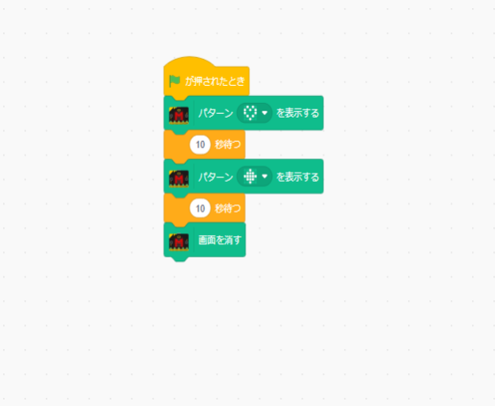 が押されたとき
パターン を表示する
10 秒待つ
パターン を表示する
10 秒待つ
画面を消す